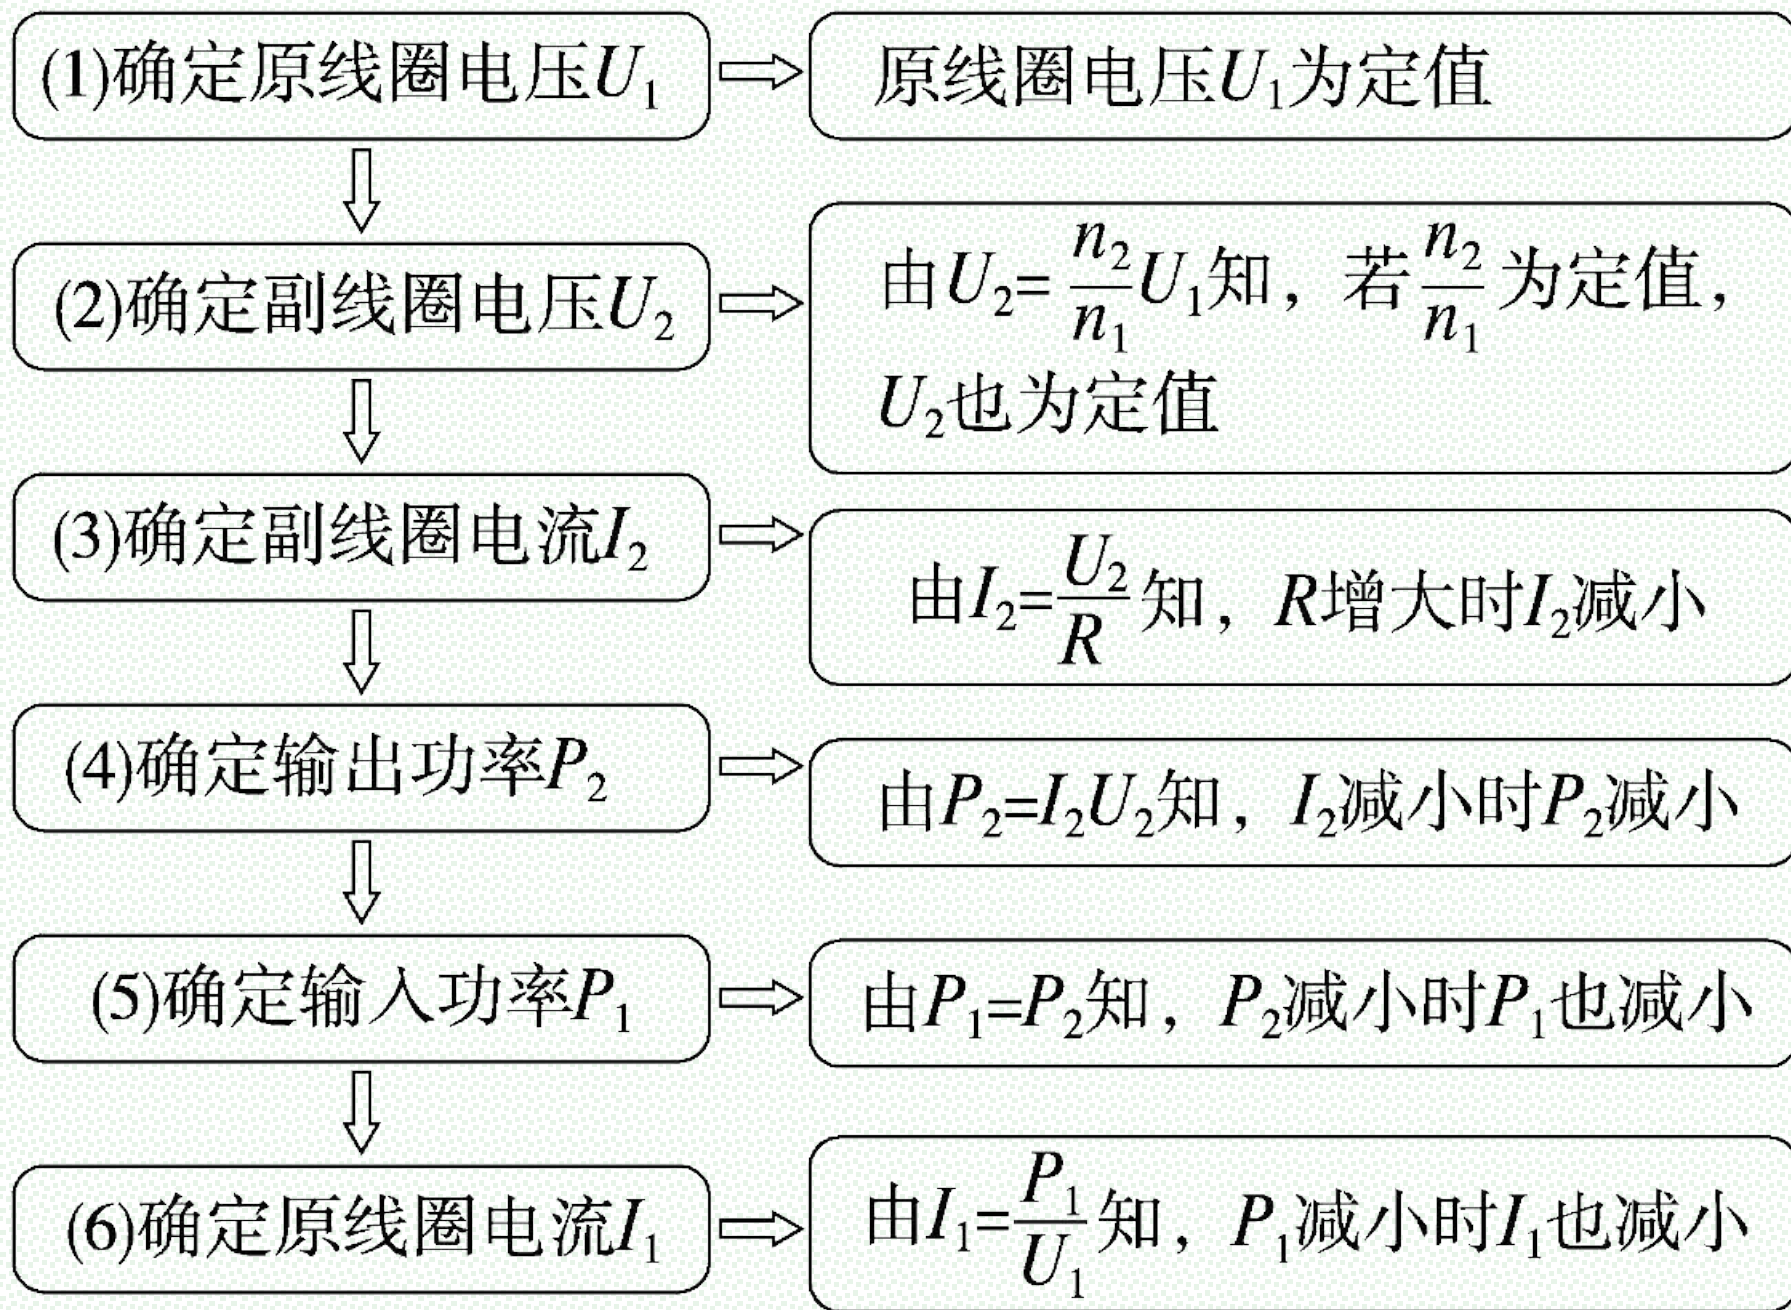 (1)确定原线圈电压U₁
原线圈电压U₁为定值
(2)确定副线圈电压U₂
由U₂=n₂/n₁U₁知，若n₂/n₁为定值，
U₂也为定值
(3)确定副线圈电流I₂
由I₂=U₂/R知，R增大时I₂减小
(4)确定输出功率P₂
由P₂=I₂U₂知，I₂减小时P₂减小
(5)确定输入功率P₁
由P₁=P₂知，P₂减小时P₁也减小
(6)确定原线圈电流I₁
由I₁=P₁/U₁知，P₁减小时I₁也减小